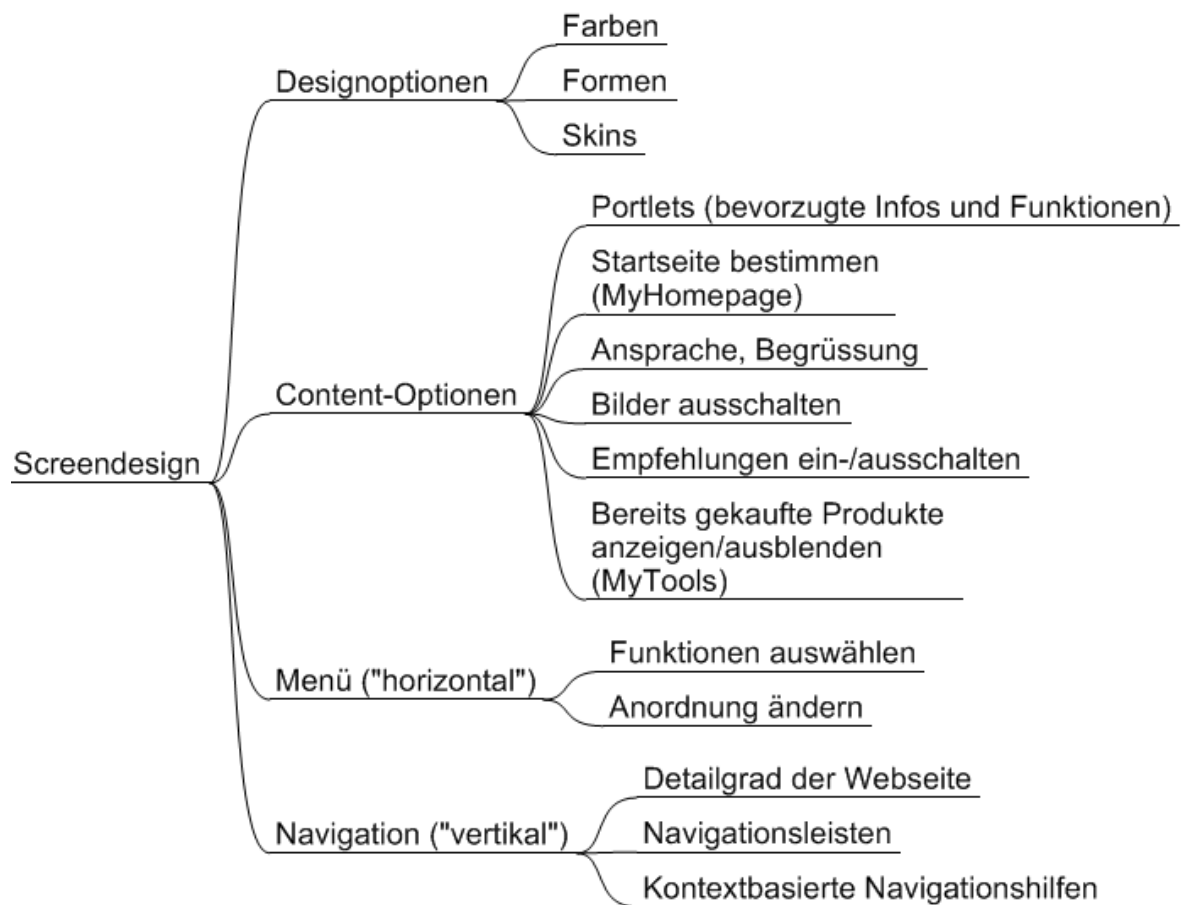 Screendesign
Designoptionen
Farben
Formen
Skins
Content-Optionen
Portlets (bevorzugte Infos und Funktionen)
Startseite bestimmen
(MyHomepage)
Ansprache, Begrüssung
Bilder ausschalten
Empfehlungen ein-/ausschalten
Bereits gekaufte Produkte
anzeigen/ausblenden
(MyTools)
Menü ("horizontal")
Funktionen auswählen
Anordnung ändern
Navigation ("vertikal")
Detailgrad der Webseite
Navigationsleisten
Kontextbasierte Navigationshilfen